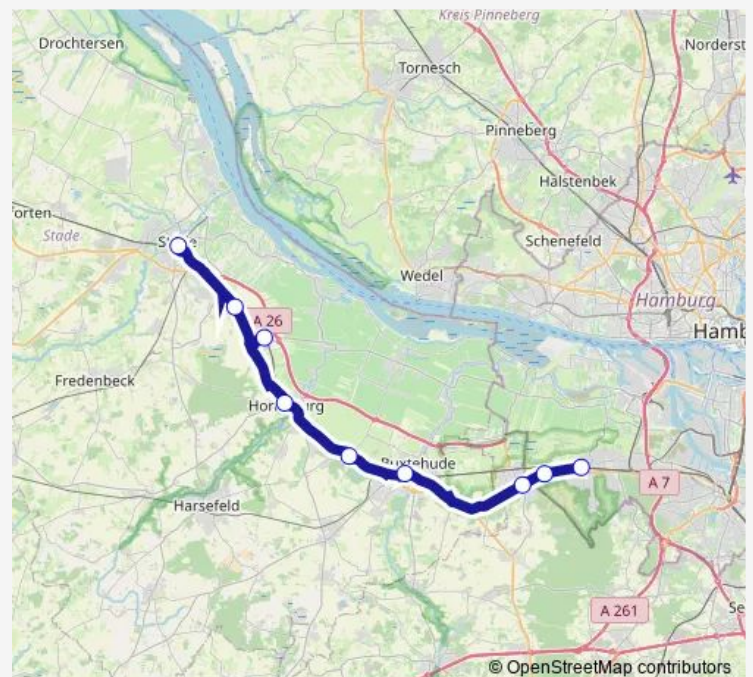 Kreis Pinneberg
Drochtersen
Norderst
Tornesch
Pinneberg
Halstenbek
orten
Stade
Schenefeld
Wedel
Hamburg
A 26
Hamb
Fredenbeck
Buxtehude
A 7
Harsefeld
A 261
Se
© OpenStreetMap contributors